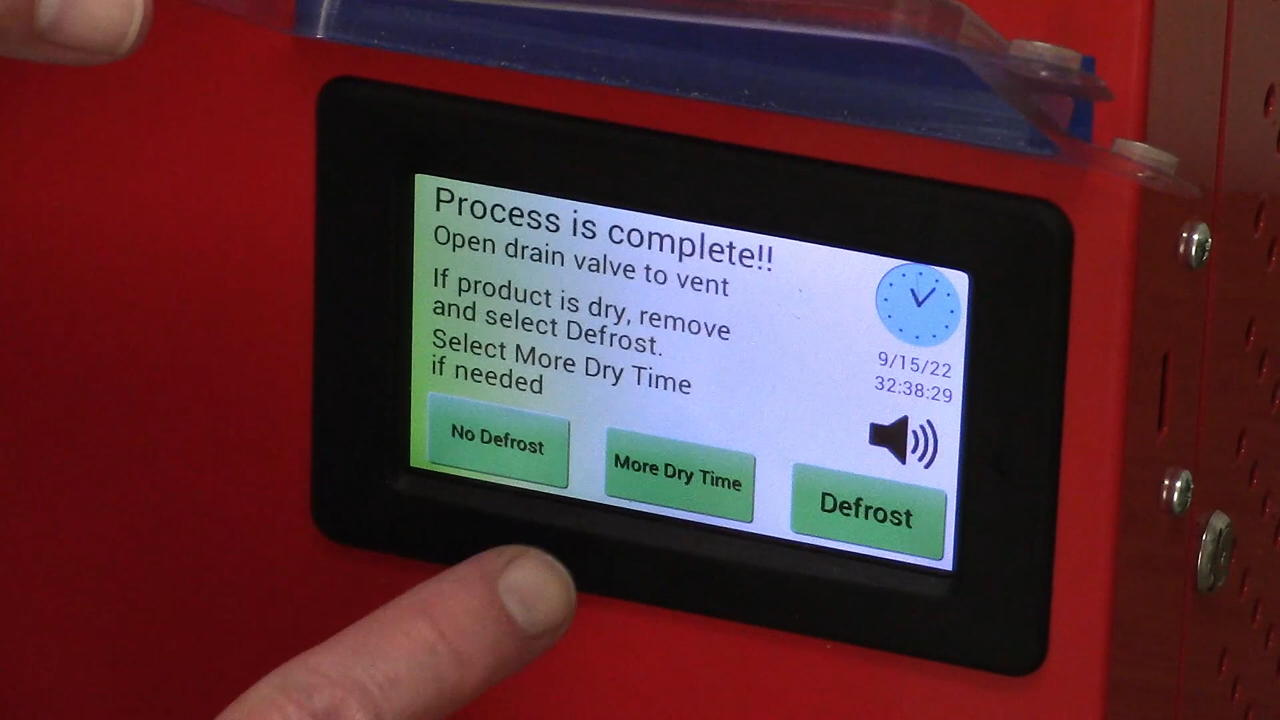 Process is complete!!
Open drain valve to vent
If product is dry, remove
and select Defrost.
Select More Dry Time
if needed
9/15/22
32:38:29
No Defrost
More Dry Time
Defrost